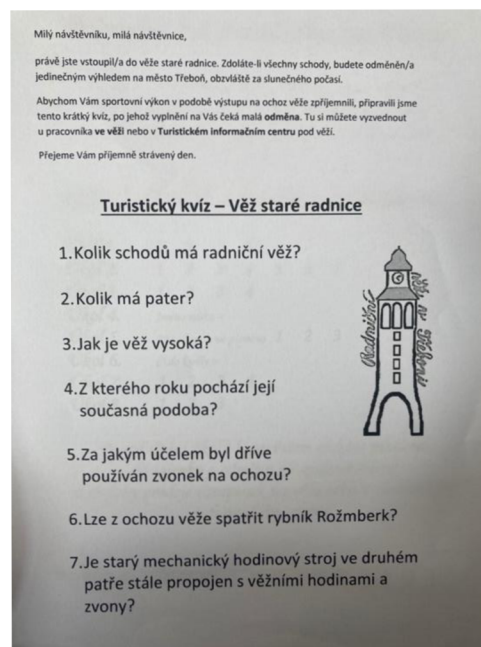 Milý návštěvníku, milá návštěvnice,
právě jste vstoupil/a do věže staré radnice. Zdoláte-li všechny schody, budete odměněn/a
jedinečným výhledem na město Třeboň, obzvláště za slunečného počasí.
Abychom Vám sportovní výkon v podobě výstupu na ochoz věže zpříjemnili, připravili jsme
tento krátký kvíz, po jehož vyplnění na Vás čeká malá odměna. Tu si můžete vyzvednout
u pracovníka ve věži nebo v Turistickém informačním centru pod věží.
Přejeme Vám příjemně strávený den.
Turistický kvíz – Věž staré radnice
1.Kolik schodů má radniční věž?
2.Kolik má pater?
3.Jak je věž vysoká?
4.Z kterého roku pochází její
současná podoba?
5.Za jakým účelem byl dříve
používán zvonek na ochozu?
6.Lze z ochozu věže spatřit rybník Rožmberk?
7.Je starý mechanický hodinový stroj ve druhém
patře stále propojen s věžními hodinami a
zvony?
Radniční
věž v Třeboni